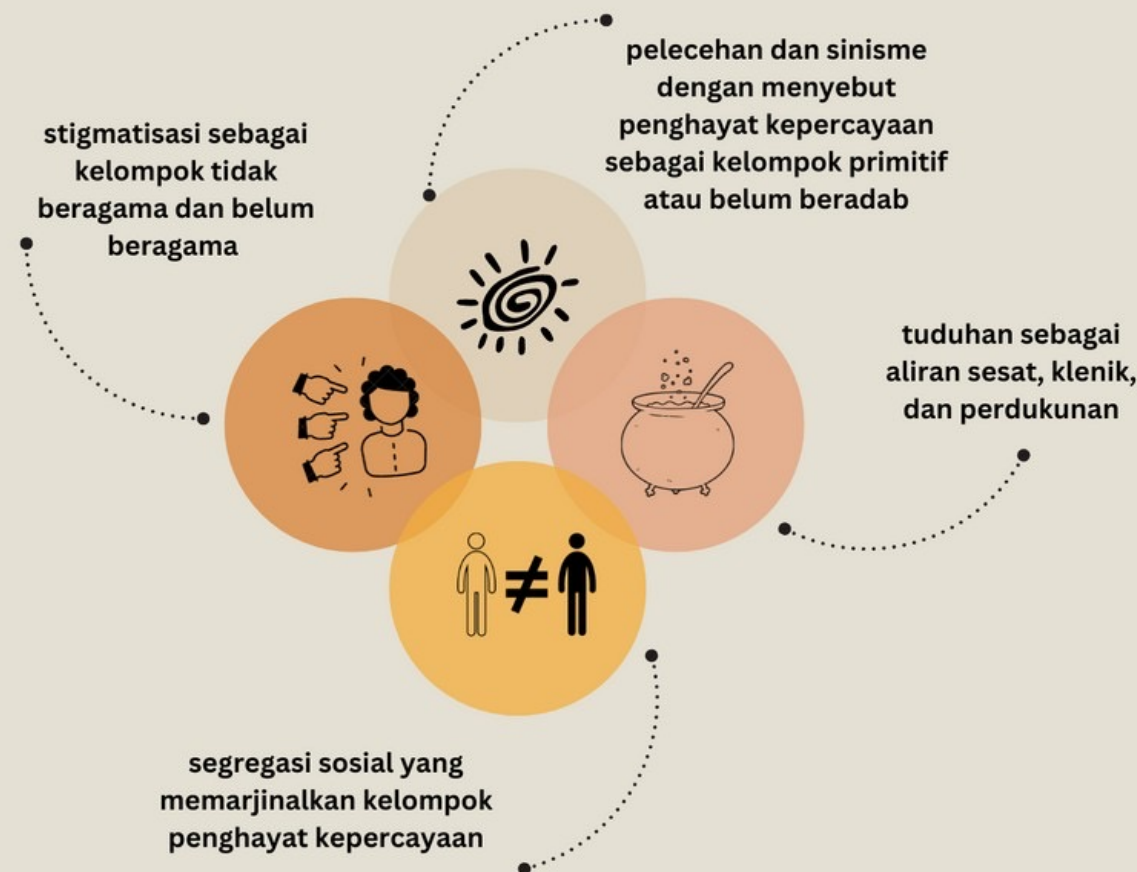 pelecehan dan sinisme
dengan menyebut
penghayat kepercayaan
sebagai kelompok primitif
atau belum beradab
stigmatisasi sebagai
kelompok tidak
beragama dan belum
beragama
tuduhan sebagai
aliran sesat, klenik,
dan perdukunan
segregasi sosial yang
memarjinalkan kelompok
penghayat kepercayaan